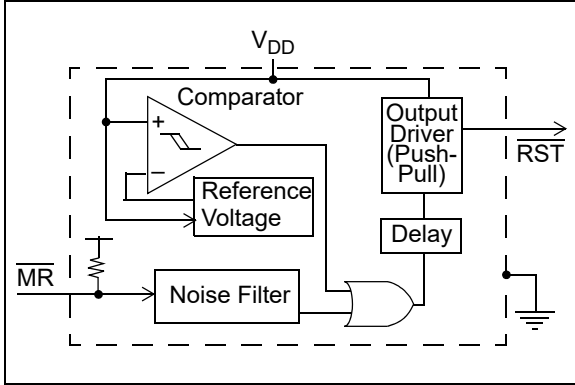 VDD
Comparator
+
−
Output
Driver
(Push-
Pull)
RST
Reference
Voltage
Delay
MR
Noise Filter